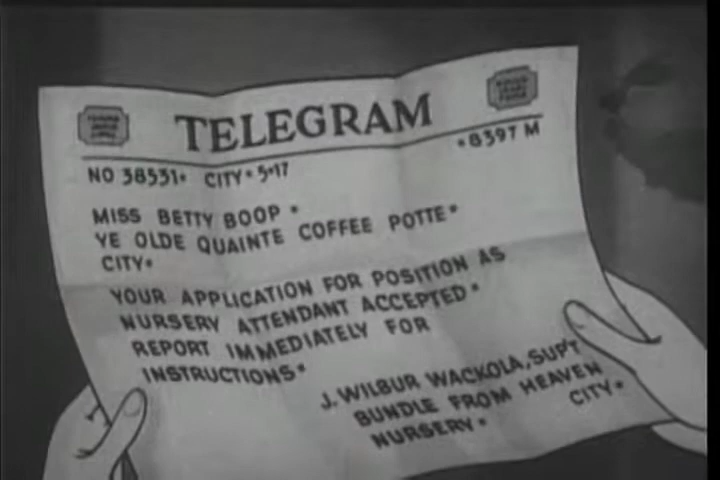 TELEGRAM
NO 38531• CITY• 5•17 •8397 M
MISS BETTY BOOP •
YE OLDE QUAINTE COFFEE POTTE•
CITY•
YOUR APPLICATION FOR POSITION AS
NURSERY ATTENDANT ACCEPTED•
REPORT IMMEDIATELY FOR
INSTRUCTIONS•
J. WILBUR WACKOLA, SUP'T
BUNDLE FROM HEAVEN
NURSERY• CITY•